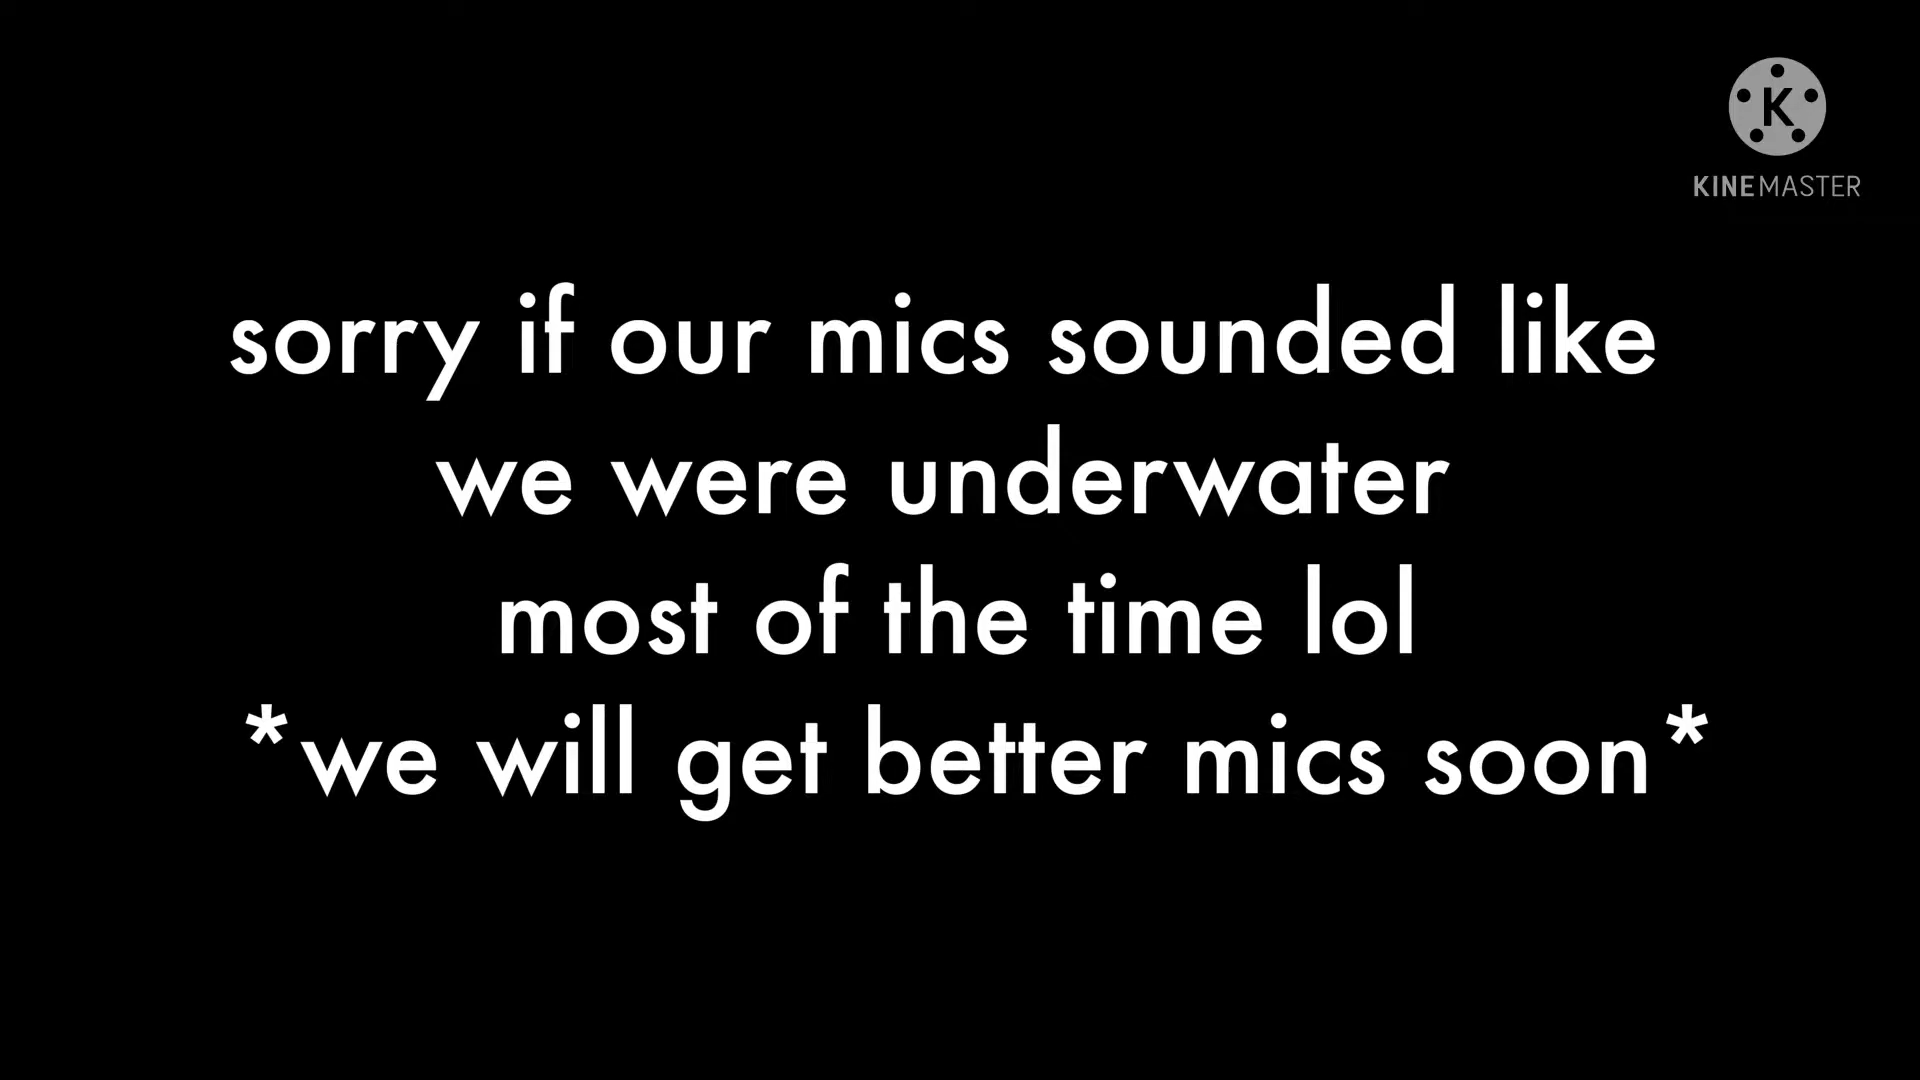 K
KINEMASTER
sorry if our mics sounded like
we were underwater
most of the time lol
*we will get better mics soon*